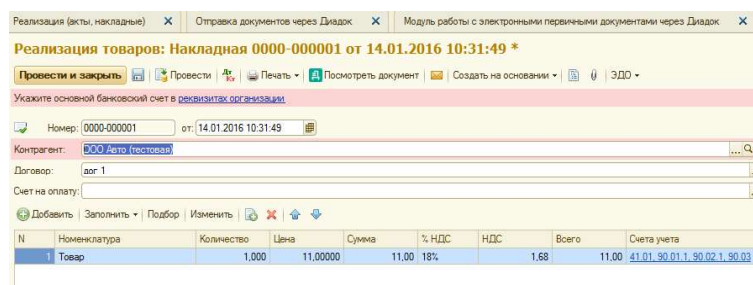 Реализация (акты, накладные) X Отправка документов через Диадок X Модуль работы с электронными первичными документами через Диадок X
Реализация товаров: Накладная 0000-000001 от 14.01.2016 10:31:49 *
Провести и закрыть Провести Дт Кт Печать Посмотреть документ Создать на основании ЭДО
Укажите основной банковский счет в реквизитах организации
Номер: 0000-000001 от: 14.01.2016 10:31:49
Контрагент: ООО Авто (тестовая) ...
Договор: дог 1
Счет на оплату:
Добавить Заполнить Подбор Изменить
N Номенклатура Количество Цена Сумма % НДС НДС Всего Счета учета
1 Товар 1,000 11,00000 11,00 18% 1,68 11,00 41.01, 90.01.1, 90.02.1, 90.03